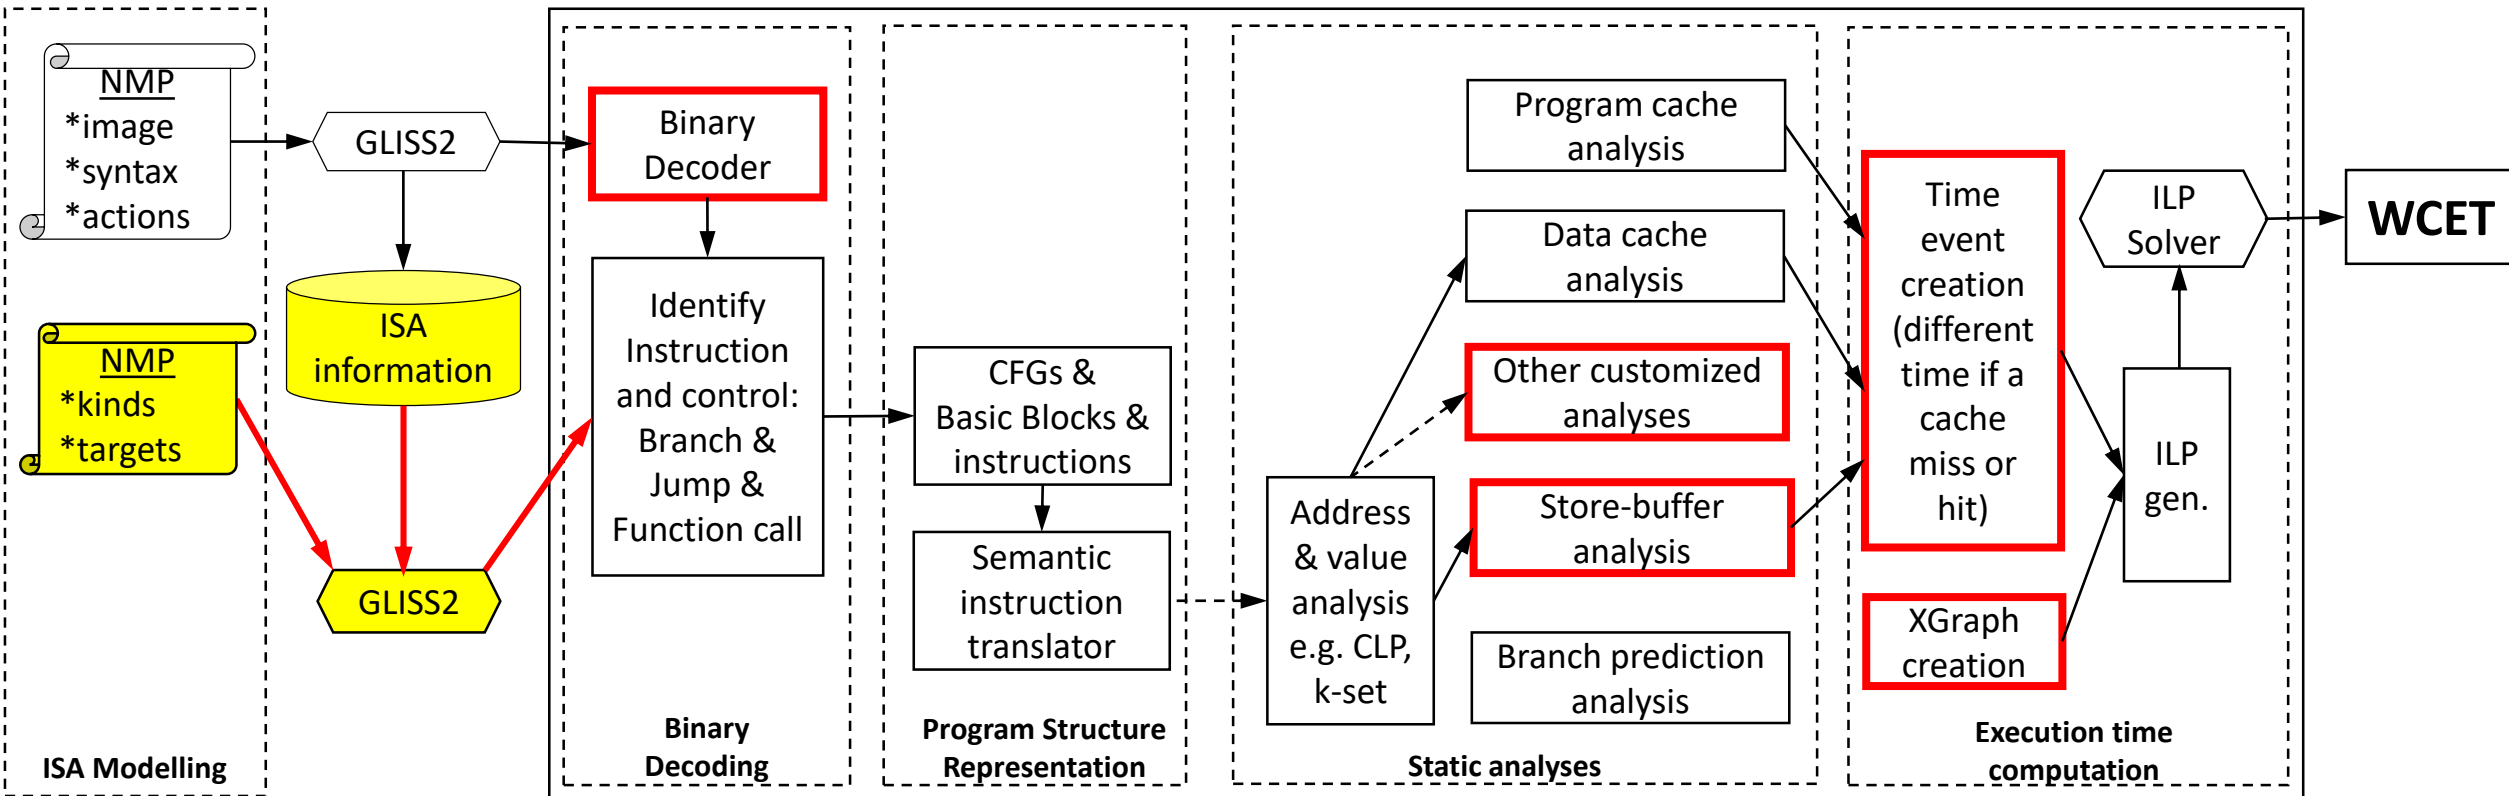 NMP
*image
*syntax
*actions
GLISS2
ISA
information
NMP
*kinds
*targets
GLISS2
ISA Modelling
Binary
Decoder
Identify
Instruction
and control:
Branch &
Jump &
Function call
Binary
Decoding
CFGs &
Basic Blocks &
instructions
Semantic
instruction
translator
Program Structure
Representation
Address
& value
analysis
e.g. CLP,
k-set
Program cache
analysis
Data cache
analysis
Other customized
analyses
Store-buffer
analysis
Branch prediction
analysis
Static analyses
Time
event
creation
(different
time if a
cache
miss or
hit)
XGraph
creation
ILP
Solver
ILP
gen.
Execution time
computation
WCET